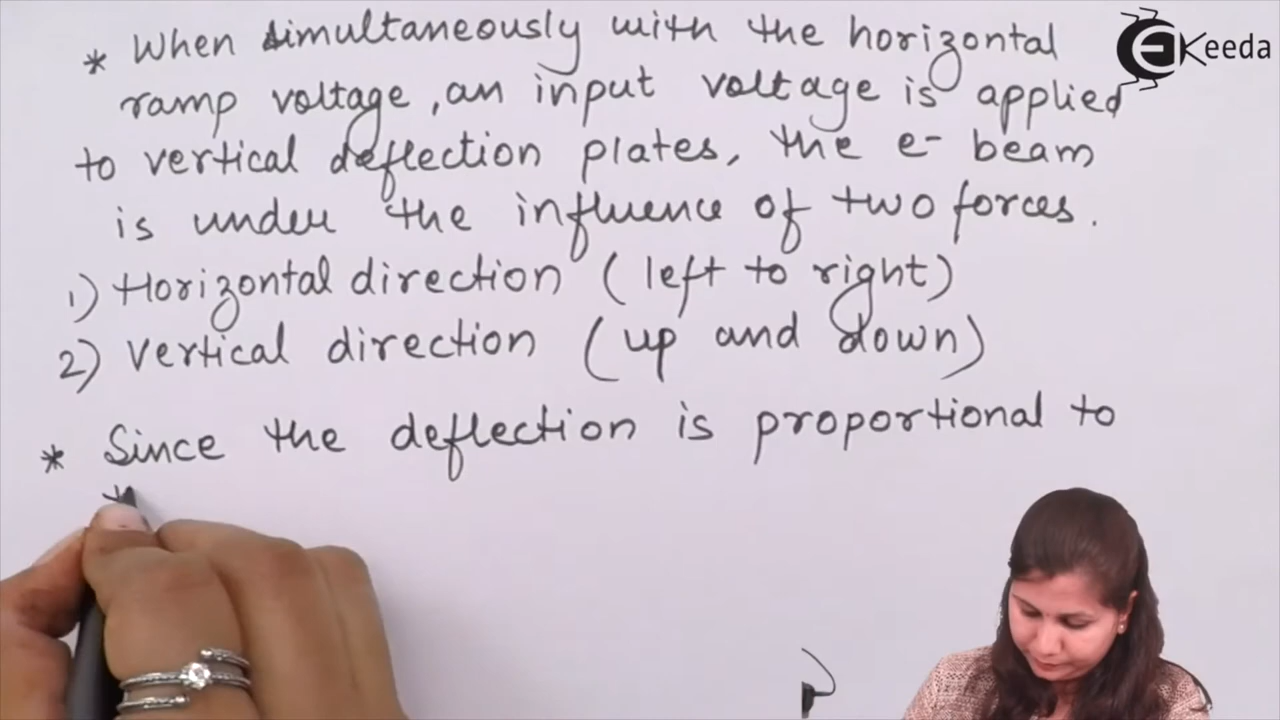 * When simultaneously with the horizontal
ramp voltage, an input voltage is applied
to vertical deflection plates, the e- beam
is under the influence of two forces.
1) Horizontal direction (left to right)
2) Vertical direction (up and down)
* Since the deflection is proportional to
EKeeda